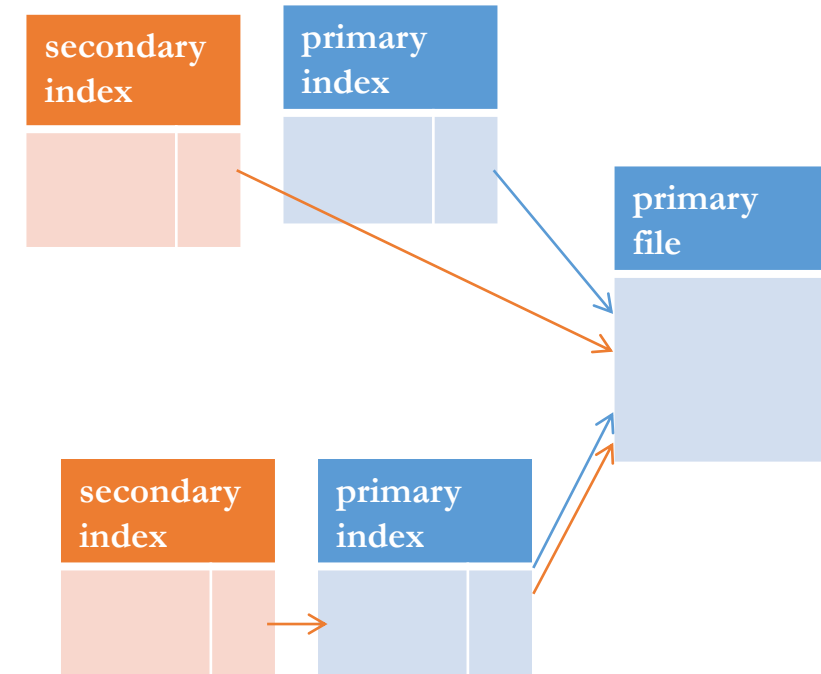 secondary
index
primary
index
primary
file
secondary
index
primary
index